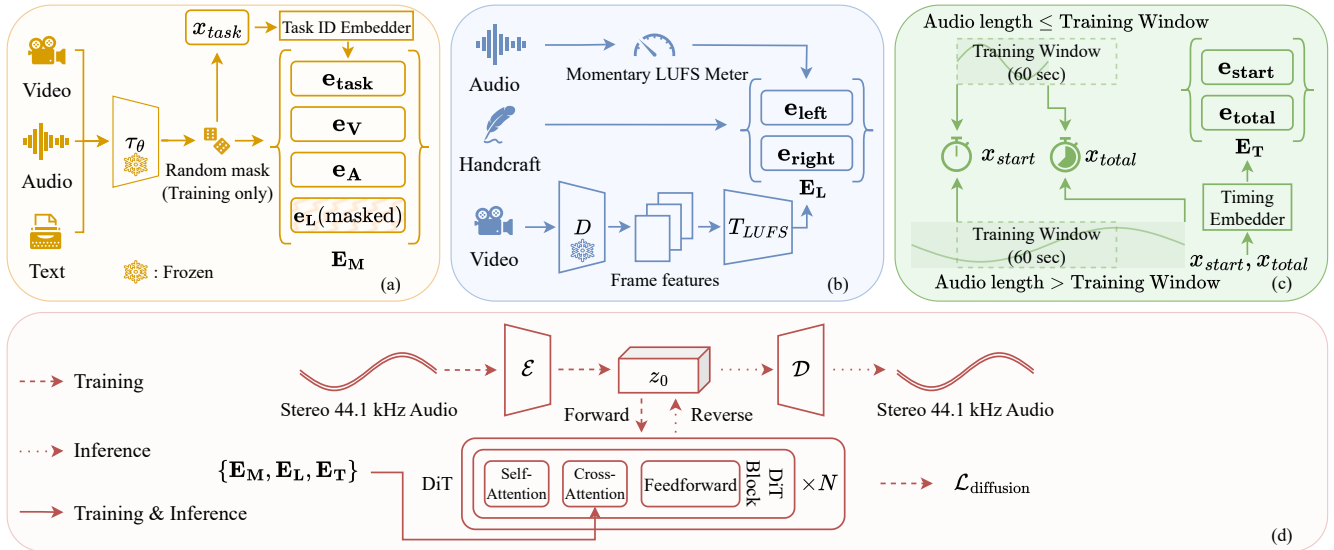 Video
Audio
Text
τθ
x_task
Task ID Embedder
Random mask
(Training only)
e_task
e_V
e_A
e_L(masked)
E_M
: Frozen
(a)
Audio
Momentary LUFS Meter
Handcraft
e_left
e_right
E_L
Video
D
Frame features
T_LUFS
(b)
Audio length ≤ Training Window
Training Window
(60 sec)
x_start
x_total
Training Window
(60 sec)
Audio length > Training Window
e_start
e_total
E_T
Timing
Embedder
x_start, x_total
(c)
Training
Inference
Training & Inference
Stereo 44.1 kHz Audio
ℰ
z_0
𝒟
Stereo 44.1 kHz Audio
Forward
Reverse
{E_M, E_L, E_T}
DiT
Self-
Attention
Cross-
Attention
Feedforward
DiT
Block
×N
ℒ_diffusion
(d)